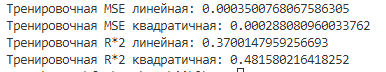 Тренировочная MSE линейная: 0.0003500768067586305
Тренировочная MSE квадратичная: 0.000288080960033762
Тренировочная R*2 линейная: 0.3700147959256693
Тренировочная R*2 квадратичная: 0.481580216418252